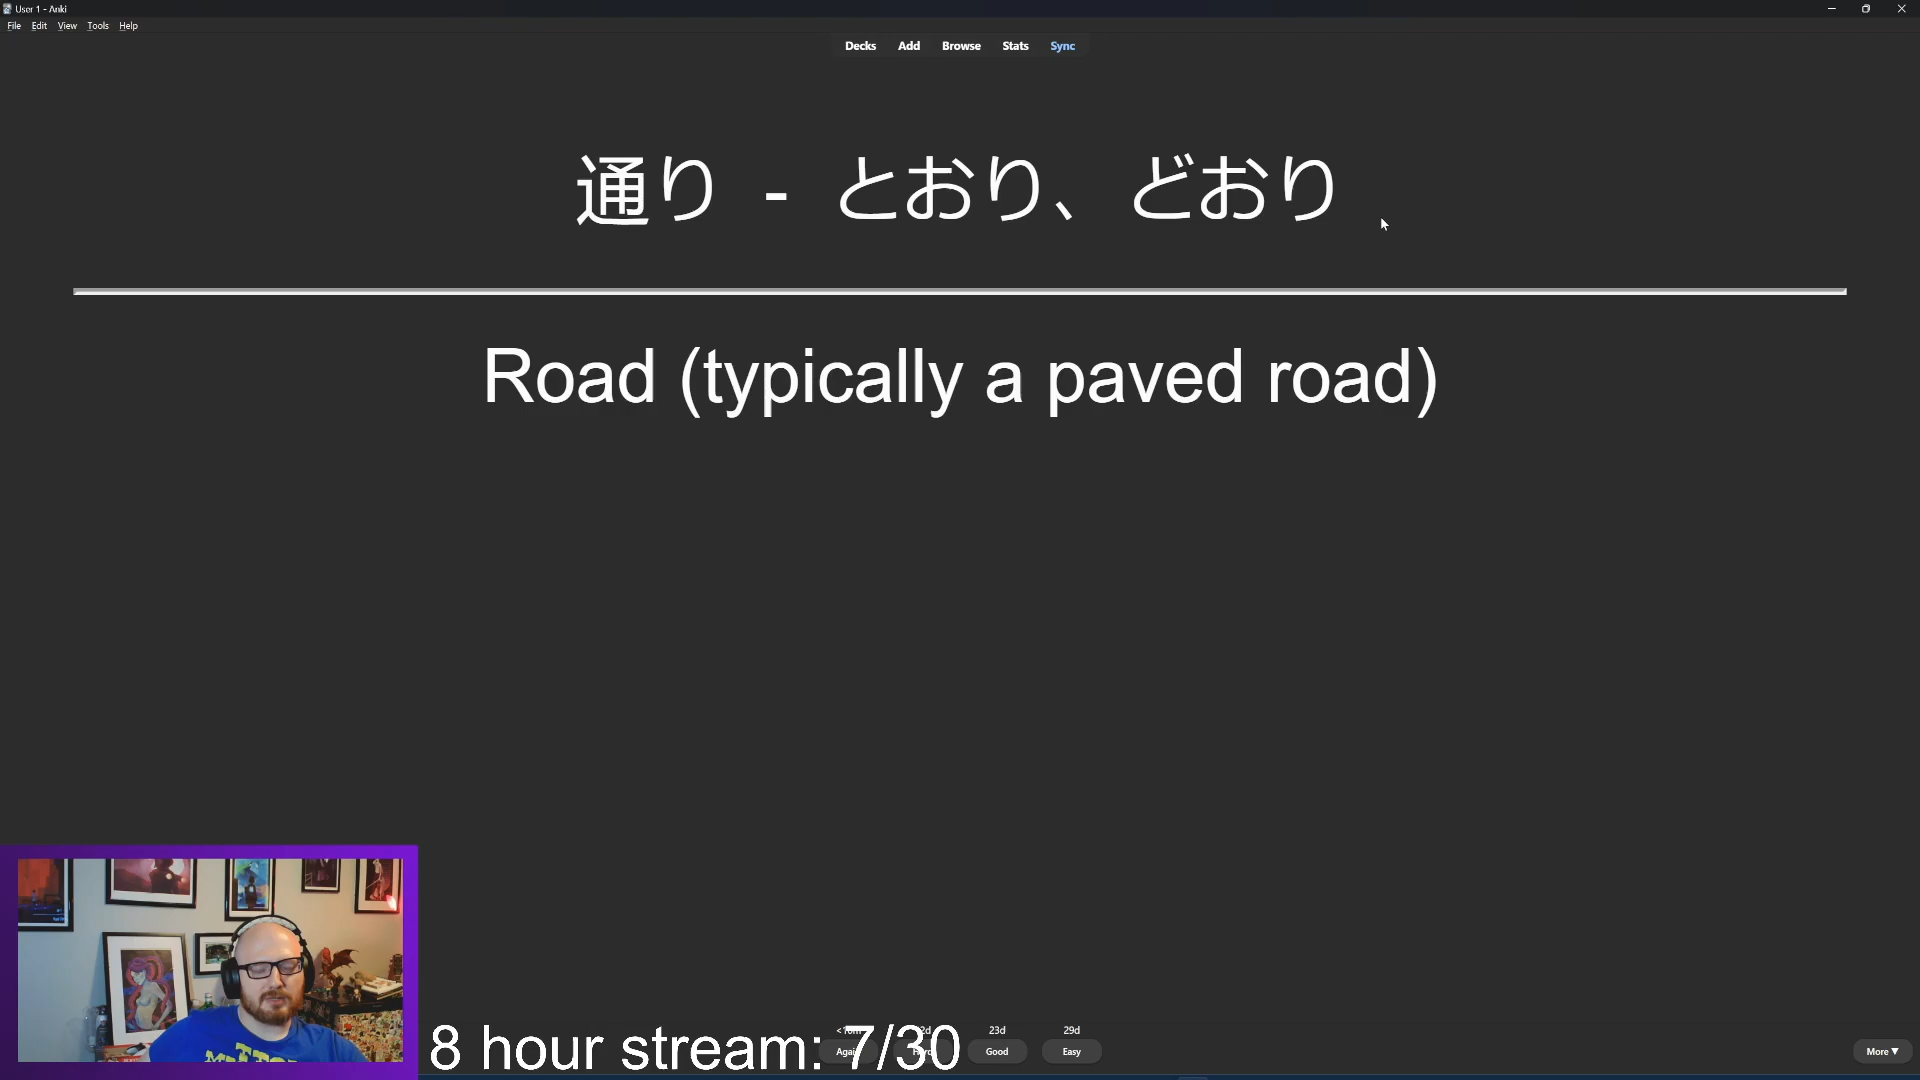 User 1 - Anki
File Edit View Tools Help
Decks Add Browse Stats Sync
通り - とおり、どおり
Road (typically a paved road)
23d 29d
Good Easy
8 hour stream: 7/30
More ▼